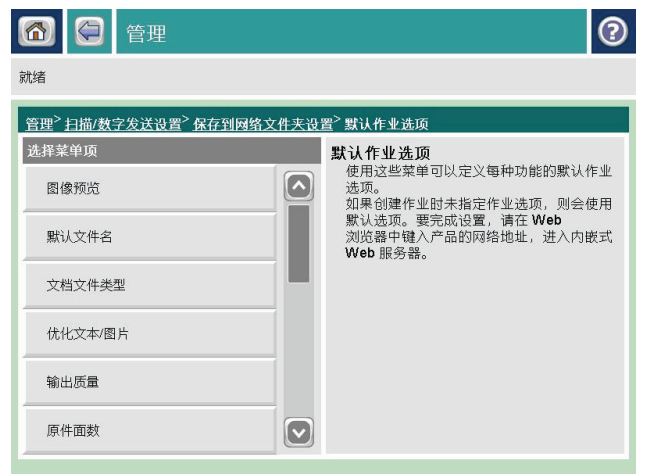 管理
?
就绪
管理> 扫描/数字发送设置> 保存到网络文件夹设置> 默认作业选项
选择菜单项
图像预览
默认文件名
文档文件类型
优化文本/图片
输出质量
原件面数
默认作业选项
使用这些菜单可以定义每种功能的默认作业
选项。
如果创建作业时未指定作业选项，则会使用
默认选项。要完成设置，请在 Web
浏览器中键入产品的网络地址，进入内嵌式
Web 服务器。